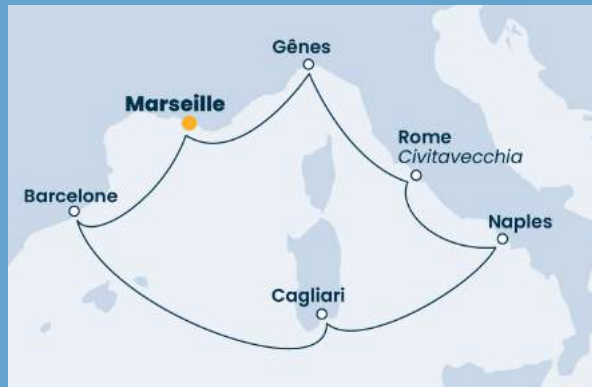 Gênes
Marseille
Rome
Civitavecchia
Barcelone
Naples
Cagliari